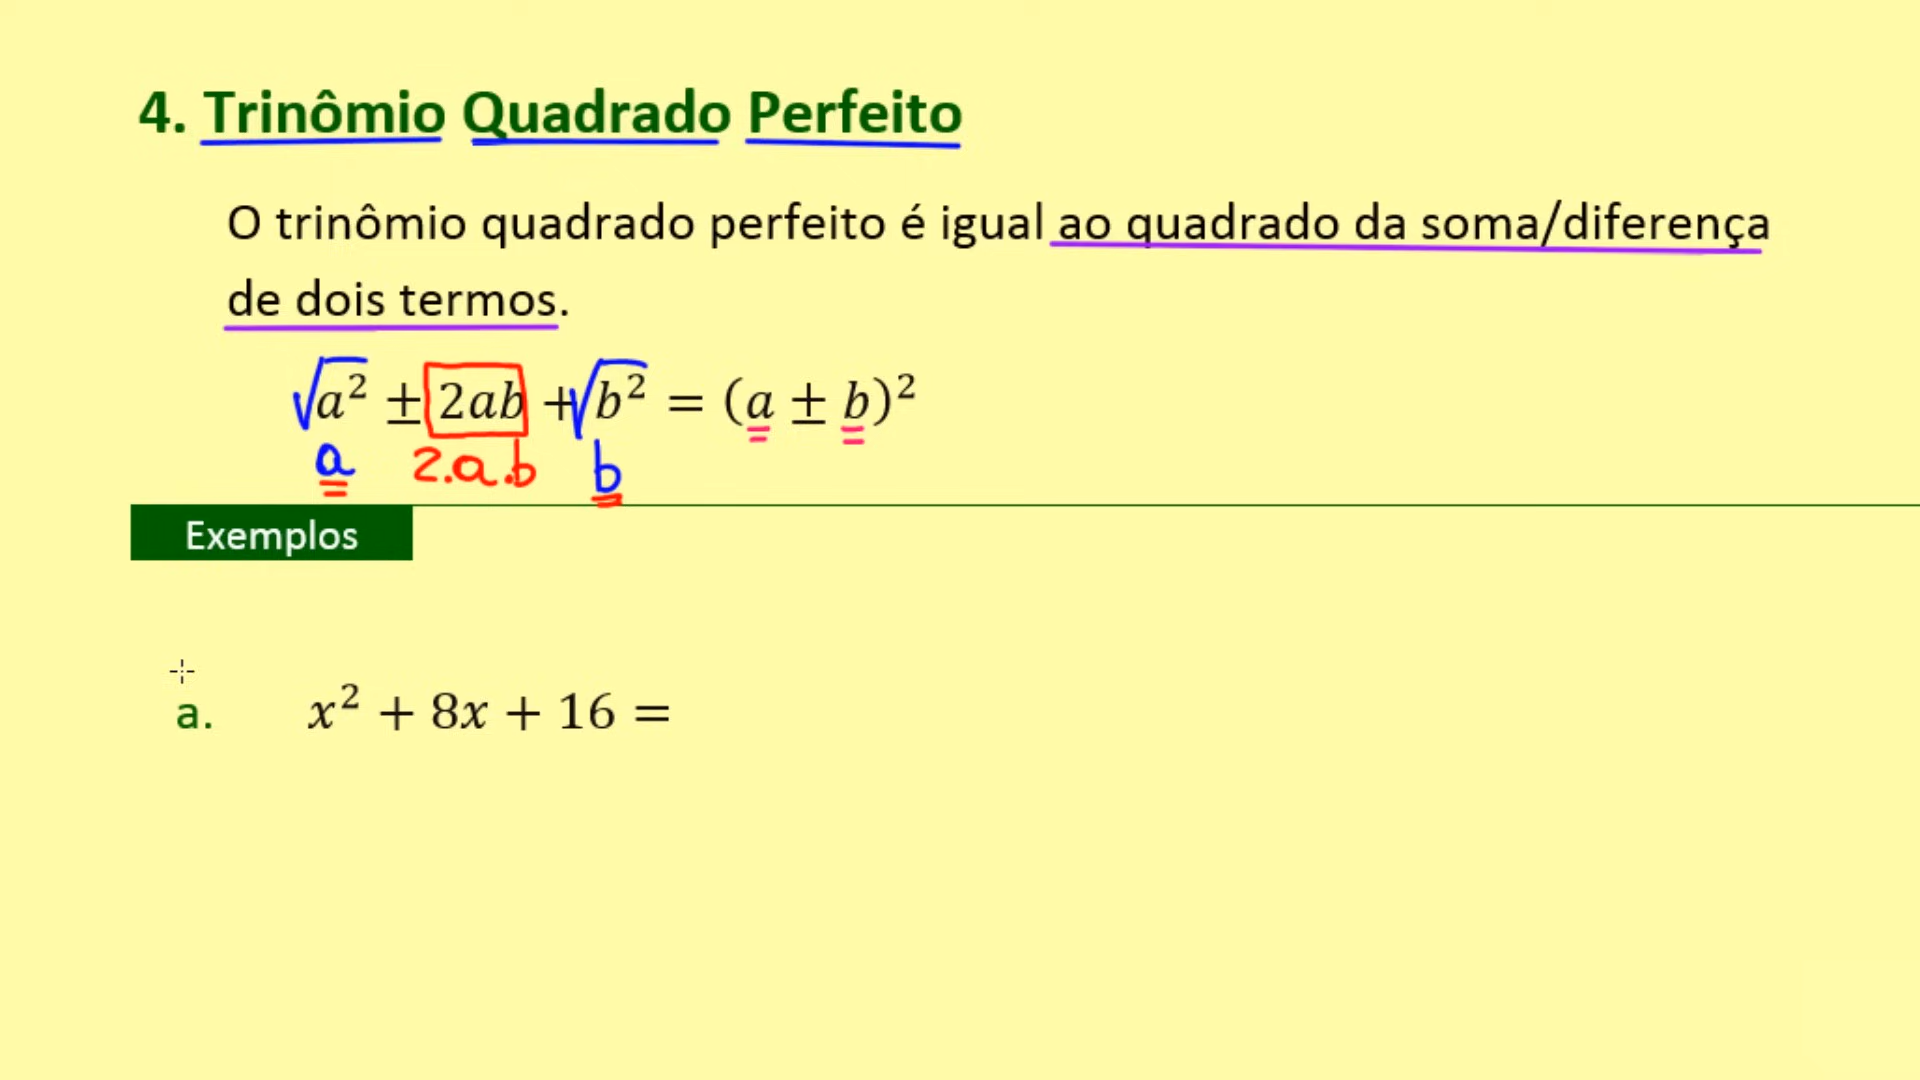 4. Trinômio Quadrado Perfeito
O trinômio quadrado perfeito é igual ao quadrado da soma/diferença
de dois termos.
√a² ± 2ab + √b² = (a ± b)²
a 2.a.b b
Exemplos
a. x² + 8x + 16 =